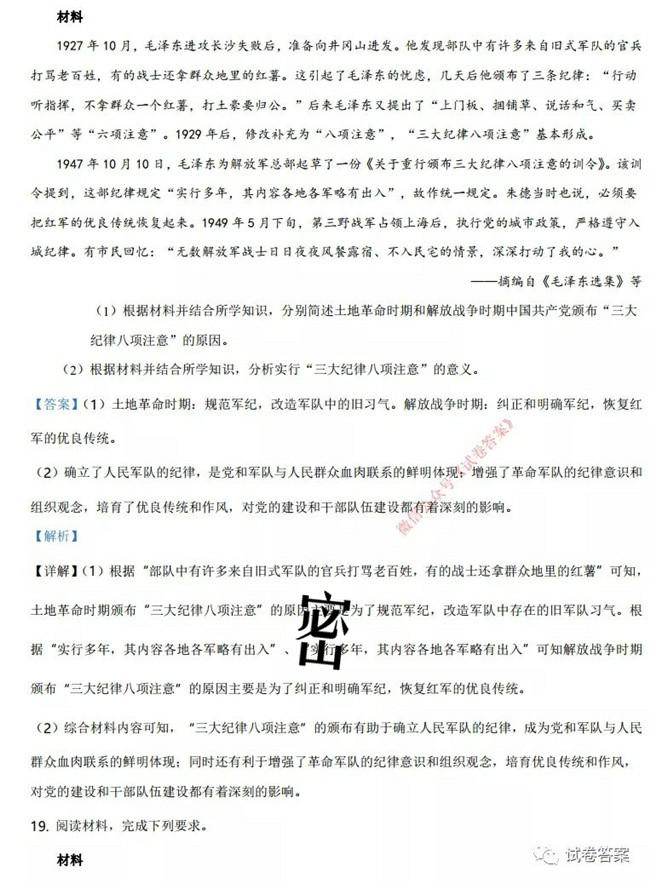 材料
1927 年 10 月，毛泽东进攻长沙失败后，准备向井冈山进发。他发现部队中有许多来自旧式军队的官兵
打骂老百姓，有的战士还拿群众地里的红薯。这引起了毛泽东的忧虑，几天后他颁布了三条纪律：“行动
听指挥，不拿群众一个红薯，打土豪要归公。”后来毛泽东又提出了“上门板、捆铺草、说话和气、买卖
公平”等“六项注意”。1929 年后，修改补充为“八项注意”，“三大纪律八项注意”基本形成。
1947 年 10 月 10 日，毛泽东为解放军总部起草了一份《关于重行颁布三大纪律八项注意的训令》。该训
令提到，这部纪律规定“实行多年，其内容各地各军略有出入”，故作统一规定。朱德当时也说，必须要
把红军的优良传统恢复起来。1949 年 5 月下旬，第三野战军占领上海后，执行党的城市政策，严格遵守入
城纪律。有市民回忆：“无数解放军战士日日夜夜风餐露宿、不入民宅的情景，深深打动了我的心。”
——摘编自《毛泽东选集》等
（1）根据材料并结合所学知识，分别简述土地革命时期和解放战争时期中国共产党颁布“三大
纪律八项注意”的原因。
（2）根据材料并结合所学知识，分析实行“三大纪律八项注意”的意义。
【答案】（1）土地革命时期：规范军纪，改造军队中的旧习气。解放战争时期：纠正和明确军纪，恢复红
军的优良传统。
（2）确立了人民军队的纪律，是党和军队与人民群众血肉联系的鲜明体现；增强了革命军队的纪律意识和
组织观念，培育了优良传统和作风，对党的建设和干部队伍建设都有着深刻的影响。
微信公众号《试卷答案》
【解析】
【详解】（1）根据“部队中有许多来自旧式军队的官兵打骂老百姓，有的战士还拿群众地里的红薯”可知，
土地革命时期颁布“三大纪律八项注意”的原因主要是为了规范军纪，改造军队中存在的旧军队习气。根
密
据“实行多年，其内容各地各军略有出入”、“实行多年，其内容各地各军略有出入”可知解放战争时期
颁布“三大纪律八项注意”的原因主要是为了纠正和明确军纪，恢复红军的优良传统。
（2）综合材料内容可知，“三大纪律八项注意”的颁布有助于确立人民军队的纪律，成为党和军队与人民
群众血肉联系的鲜明体现；同时还有利于增强了革命军队的纪律意识和组织观念，培育优良传统和作风，
对党的建设和干部队伍建设都有着深刻的影响。
19. 阅读材料，完成下列要求。
材料
试卷答案